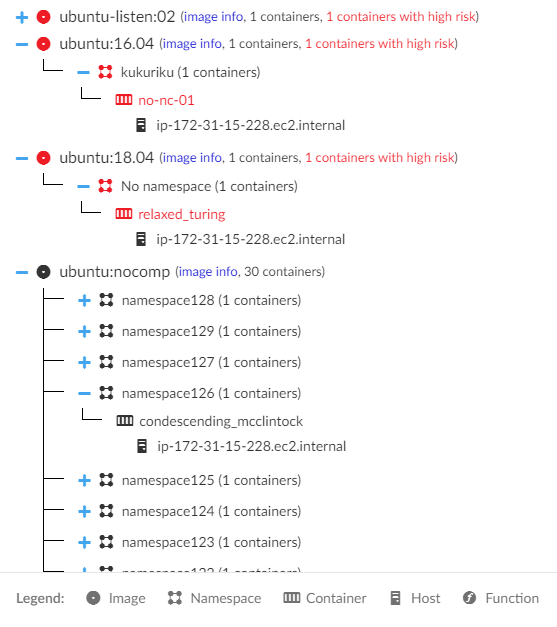 ubuntu-listen:02 (image info, 1 containers, 1 containers with high risk)
ubuntu:16.04 (image info, 1 containers, 1 containers with high risk)
kukuriku (1 containers)
no-nc-01
ip-172-31-15-228.ec2.internal
ubuntu:18.04 (image info, 1 containers, 1 containers with high risk)
No namespace (1 containers)
relaxed_turing
ip-172-31-15-228.ec2.internal
ubuntu:nocomp (image info, 30 containers)
namespace128 (1 containers)
namespace129 (1 containers)
namespace127 (1 containers)
namespace126 (1 containers)
condescending_mcclintock
ip-172-31-15-228.ec2.internal
namespace125 (1 containers)
namespace124 (1 containers)
namespace123 (1 containers)
Legend: Image Namespace Container Host Function